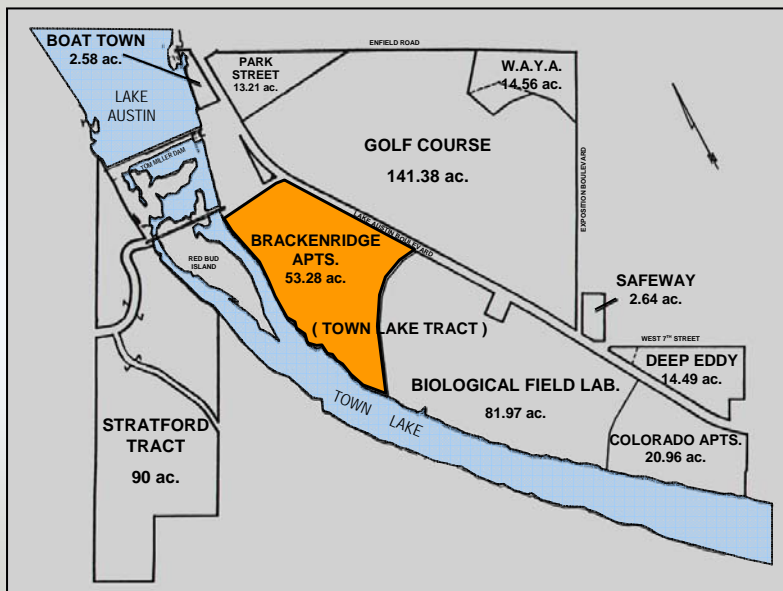 BOAT TOWN
2.58 ac.
LAKE
AUSTIN
TOM MILLER DAM
RED BUD
ISLAND
PARK
STREET
13.21 ac.
ENFIELD ROAD
W.A.Y.A.
14.56 ac.
GOLF COURSE
141.38 ac.
EXPOSITION BOULEVARD
LAKE AUSTIN BOULEVARD
BRACKENRIDGE
APTS.
53.28 ac.
( TOWN LAKE TRACT )
SAFEWAY
2.64 ac.
WEST 7TH STREET
DEEP EDDY
14.49 ac.
BIOLOGICAL FIELD LAB.
81.97 ac.
COLORADO APTS.
20.96 ac.
TOWN LAKE
STRATFORD
TRACT
90 ac.